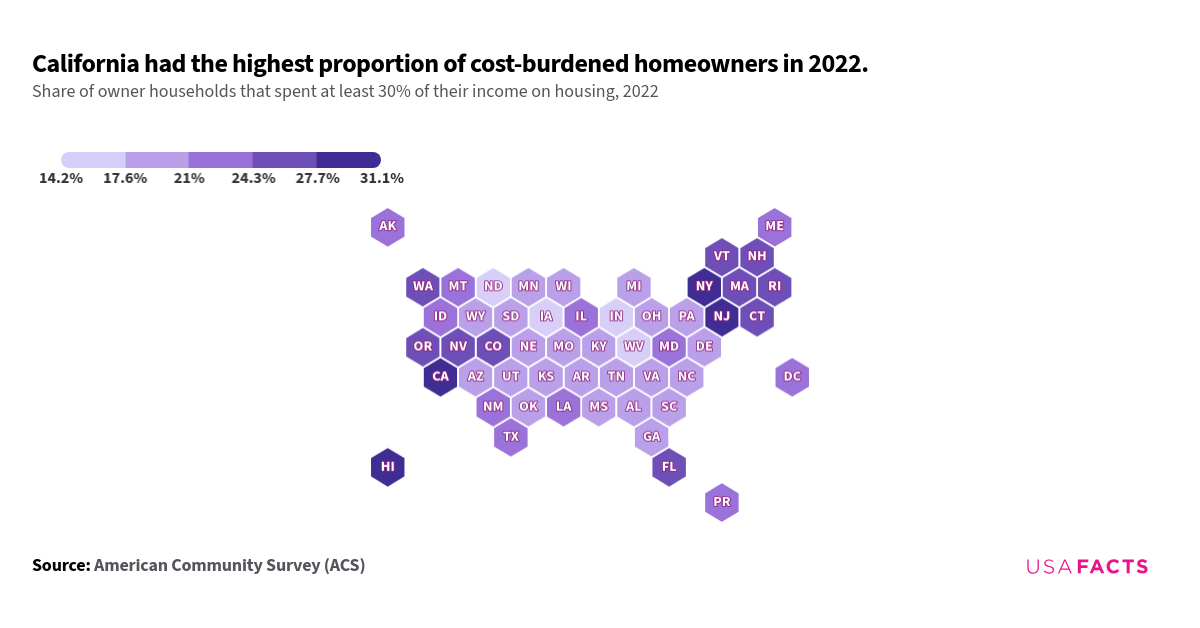 California had the highest proportion of cost-burdened homeowners in 2022.
Share of owner households that spent at least 30% of their income on housing, 2022
14.2% 17.6% 21% 24.3% 27.7% 31.1%
AK ME
VT NH
WA MT ND MN WI MI NY MA RI
ID WY SD IA IL IN OH PA NJ CT
OR NV CO NE MO KY WV MD DE
CA AZ UT KS AR TN VA NC DC
NM OK LA MS AL SC
TX GA
HI FL
PR
Source: American Community Survey (ACS)
USAFACTS